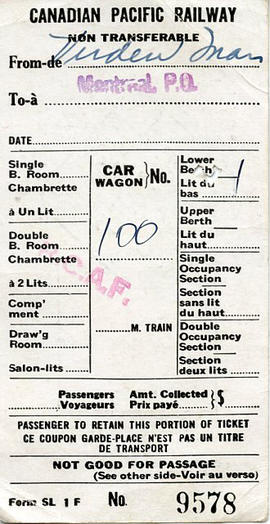 CANADIAN PACIFIC RAILWAY
NON TRANSFERABLE
From-de
Montreal, P.Q.
To-à
DATE
Single
B. Room
Chambrette
à Un Lit
Double
B. Room
Chambrette
à 2 Lits
Comp'
ment
Draw'g
Room
Salon-lits
CAR
WAGON } No.
100
C.A.F.
M. TRAIN
Lower
Berth
Lit du
bas
Upper
Berth
Lit du
haut
Single
Occupancy
Section
Section
sans lit
du haut
Double
Occupancy
Section
Section
deux lits
Passengers Amt. Collected } $
Voyageurs Prix payé
PASSENGER TO RETAIN THIS PORTION OF TICKET
CE COUPON GARDE-PLACE N'EST PAS UN TITRE
DE TRANSPORT
NOT GOOD FOR PASSAGE
(See other side-Voir au verso)
Form SL 1 F No. 9578